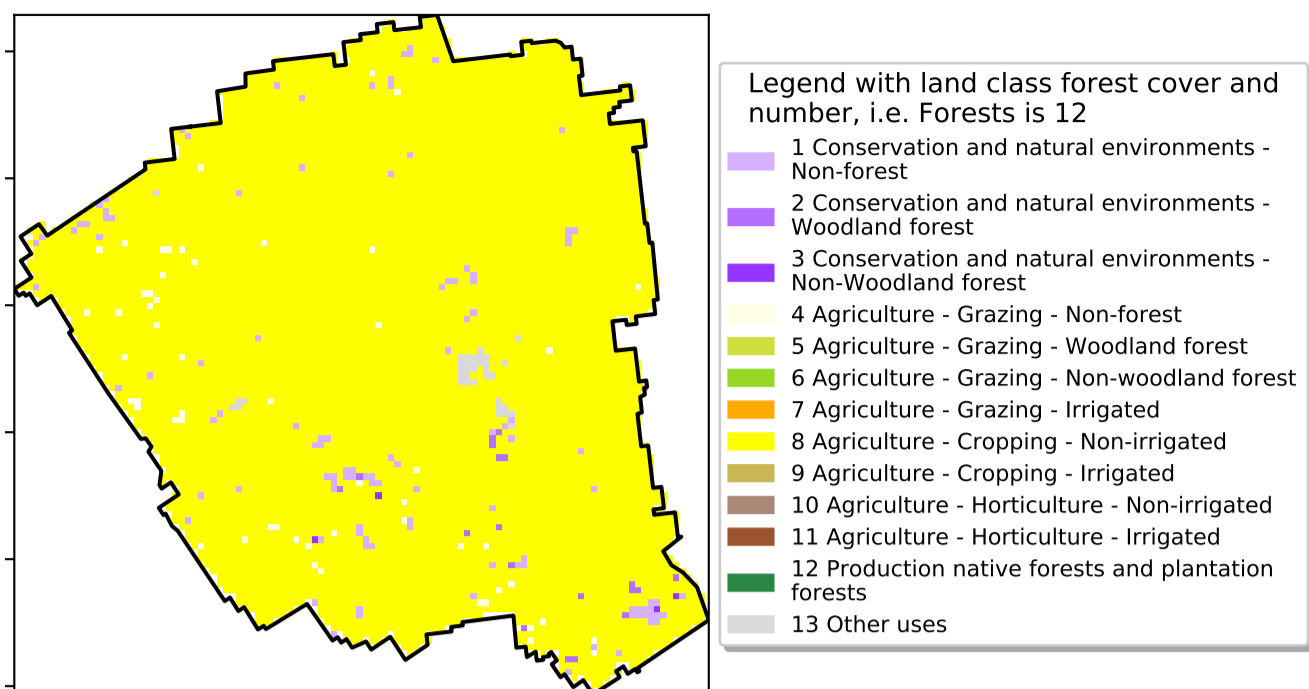 Legend with land class forest cover and
number, i.e. Forests is 12
1 Conservation and natural environments -
Non-forest
2 Conservation and natural environments -
Woodland forest
3 Conservation and natural environments -
Non-Woodland forest
4 Agriculture - Grazing - Non-forest
5 Agriculture - Grazing - Woodland forest
6 Agriculture - Grazing - Non-woodland forest
7 Agriculture - Grazing - Irrigated
8 Agriculture - Cropping - Non-irrigated
9 Agriculture - Cropping - Irrigated
10 Agriculture - Horticulture - Non-irrigated
11 Agriculture - Horticulture - Irrigated
12 Production native forests and plantation
forests
13 Other uses